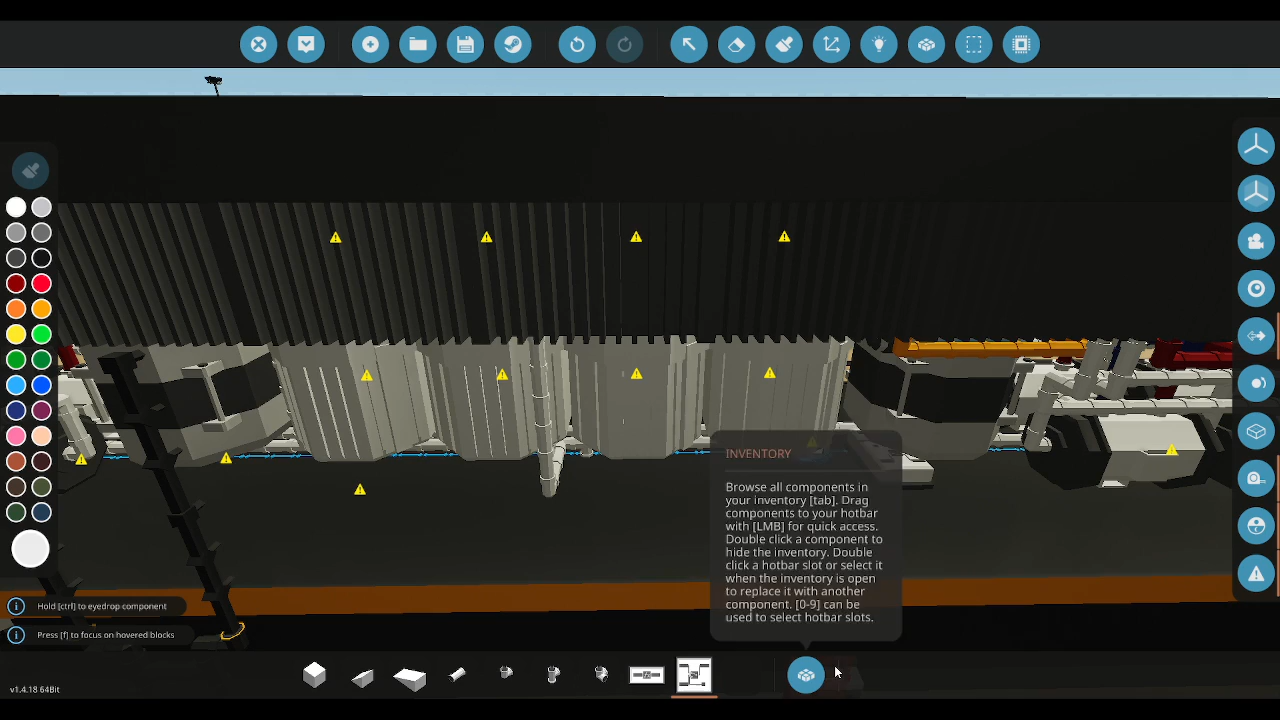 INVENTORY
Browse all components in
your inventory [tab]. Drag
components to your hotbar
with [LMB] for quick access.
Double click a component to
hide the inventory. Double
click a hotbar slot or select it
when the inventory is open
to replace it with another
component. [0-9] can be
used to select hotbar slots.
Hold [ctrl] to eyedrop component
Press [f] to focus on hovered blocks
v1.4.18 64Bit